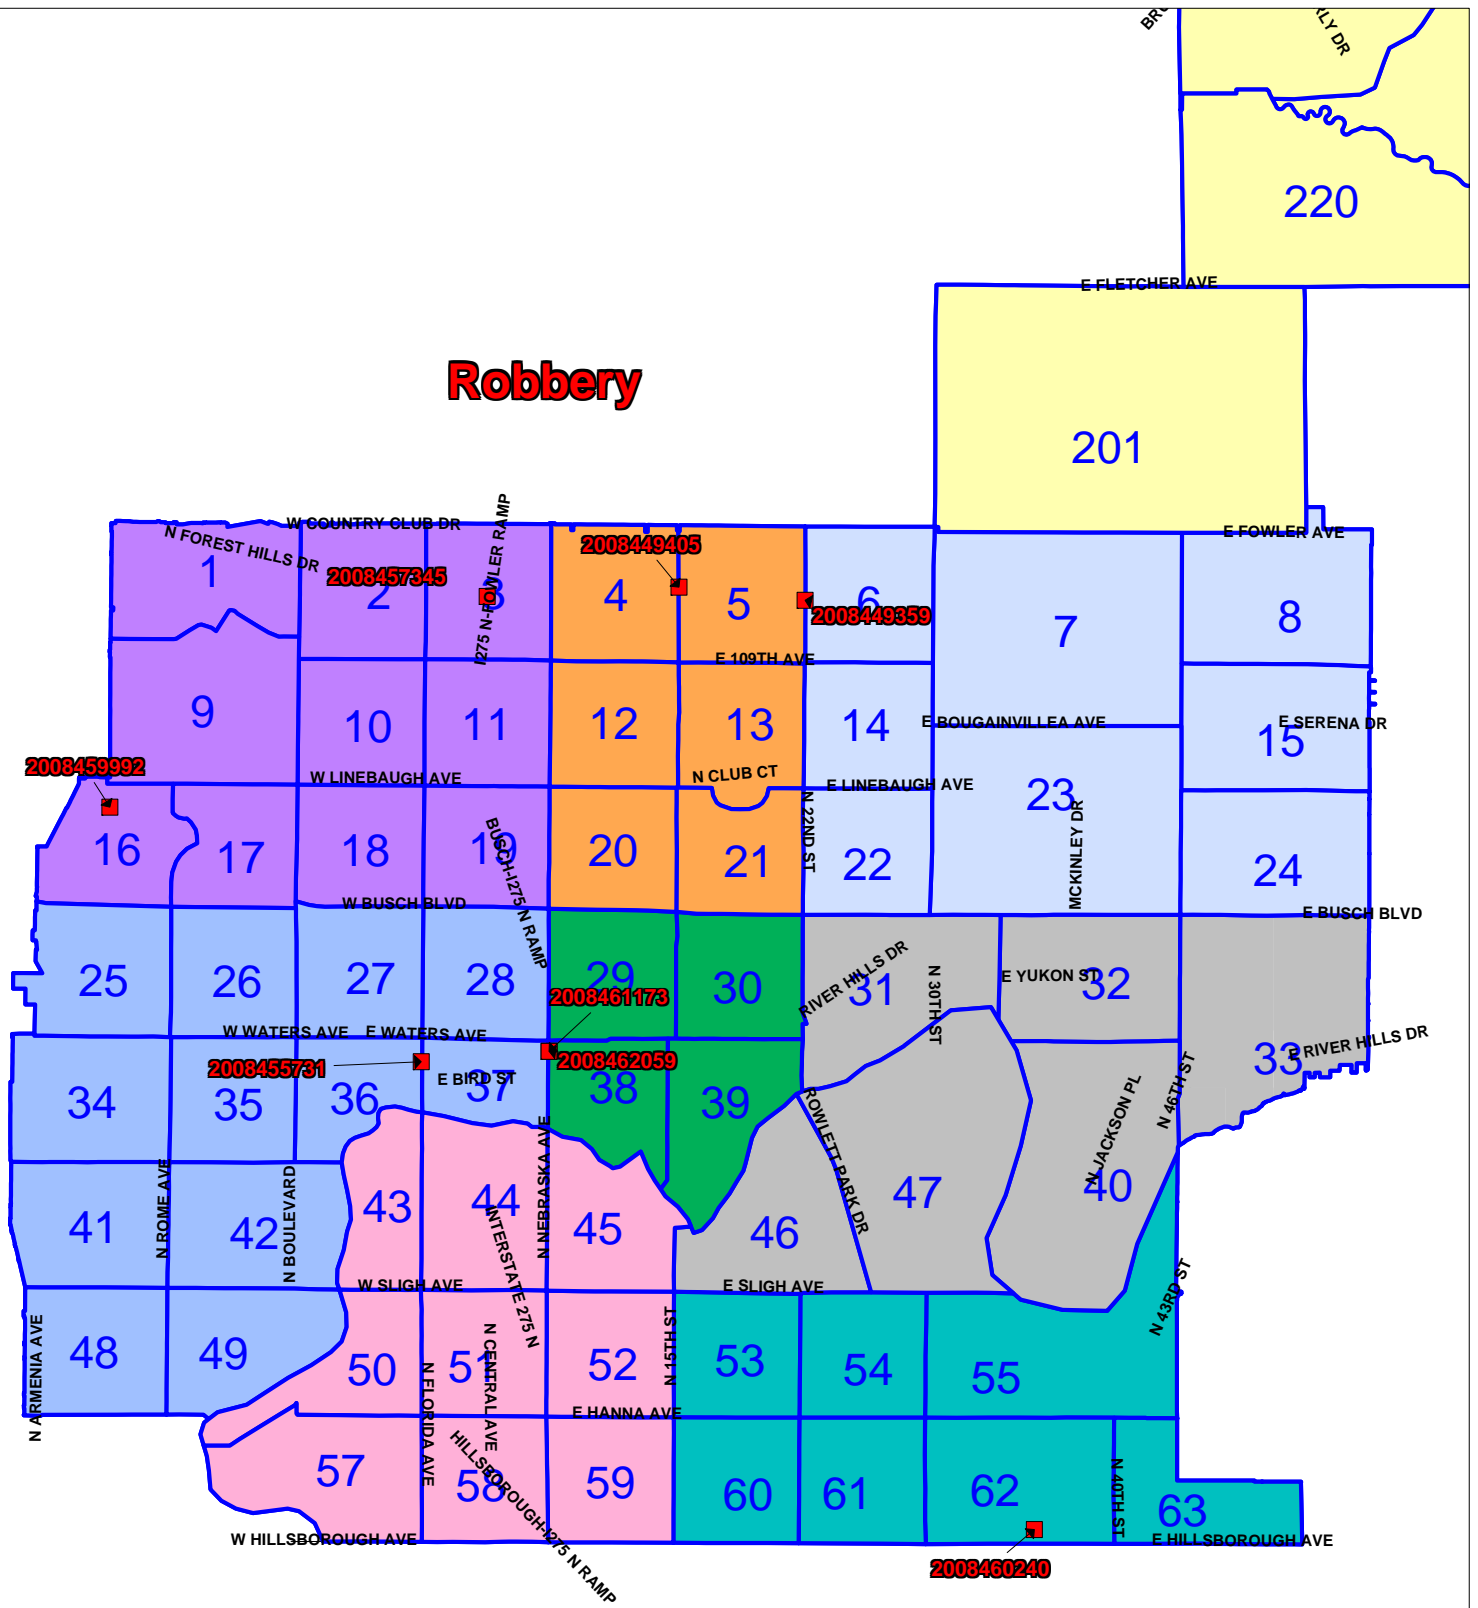 RLY DR
220
E FLETCHER AVE
Robbery
201
W COUNTRY CLUB DR
N FOREST HILLS DR
I275 N-FOWLER RAMP
E FOWLER AVE
2008449405
2008457345
1
2
3
4
5
6
7
8
2008449359
E 109TH AVE
9
10
11
12
13
14
E BOUGAINVILLEA AVE
E SERENA DR
15
2008459992
W LINEBAUGH AVE
N CLUB CT
E LINEBAUGH AVE
N 22ND ST
23
MCKINLEY DR
16
17
18
19
BUSCH-I275 N RAMP
20
21
22
24
W BUSCH BLVD
E BUSCH BLVD
25
26
27
28
29
30
RIVER HILLS DR
31
N 30TH ST
E YUKON ST
32
2008461173
W WATERS AVE
E WATERS AVE
33
E RIVER HILLS DR
2008455731
2008462059
E BIRD ST
34
35
36
37
38
39
ROWLETT PARK DR
N JACKSON PL
N 46TH ST
40
41
N ROME AVE
42
N BOULEVARD
43
44
INTERSTATE 275 N
N NEBRASKA AVE
45
46
47
W SLIGH AVE
E SLIGH AVE
N 43RD ST
48
N ARMENIA AVE
49
50
N FLORIDA AVE
51
N CENTRAL AVE
52
N 15TH ST
53
54
55
E HANNA AVE
57
58
HILLSBOROUGH-I275 N RAMP
59
60
61
62
N 40TH ST
63
W HILLSBOROUGH AVE
E HILLSBOROUGH AVE
2008460240